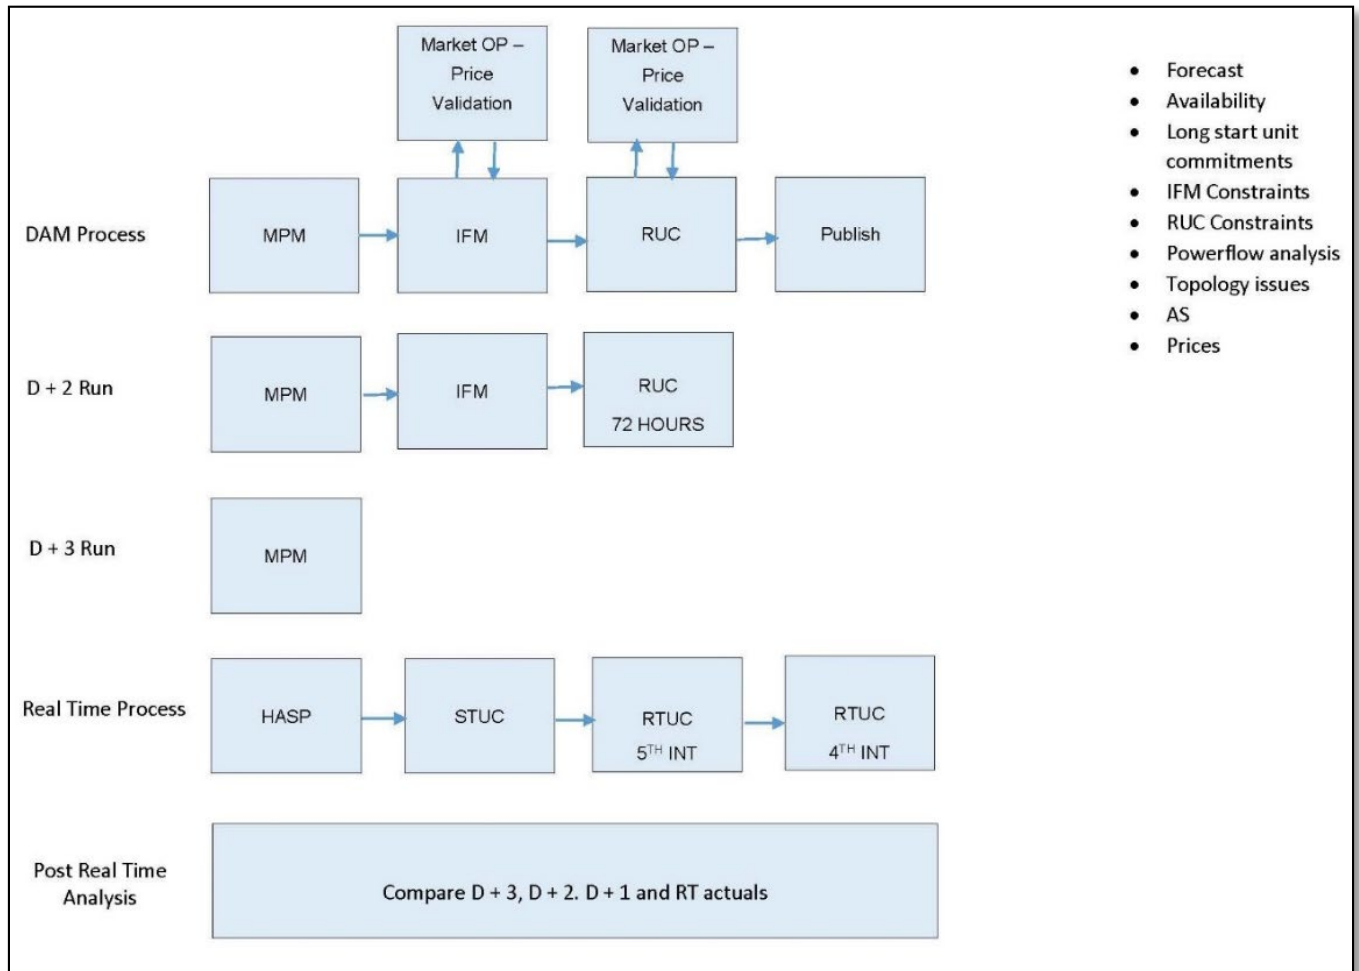 Market OP –
Price
Validation
Market OP –
Price
Validation
DAM Process
MPM
IFM
RUC
Publish
D + 2 Run
MPM
IFM
RUC
72 HOURS
D + 3 Run
MPM
Real Time Process
HASP
STUC
RTUC
5TH INT
RTUC
4TH INT
Post Real Time
Analysis
Compare D + 3, D + 2. D + 1 and RT actuals
• Forecast
• Availability
• Long start unit
commitments
• IFM Constraints
• RUC Constraints
• Powerflow analysis
• Topology issues
• AS
• Prices